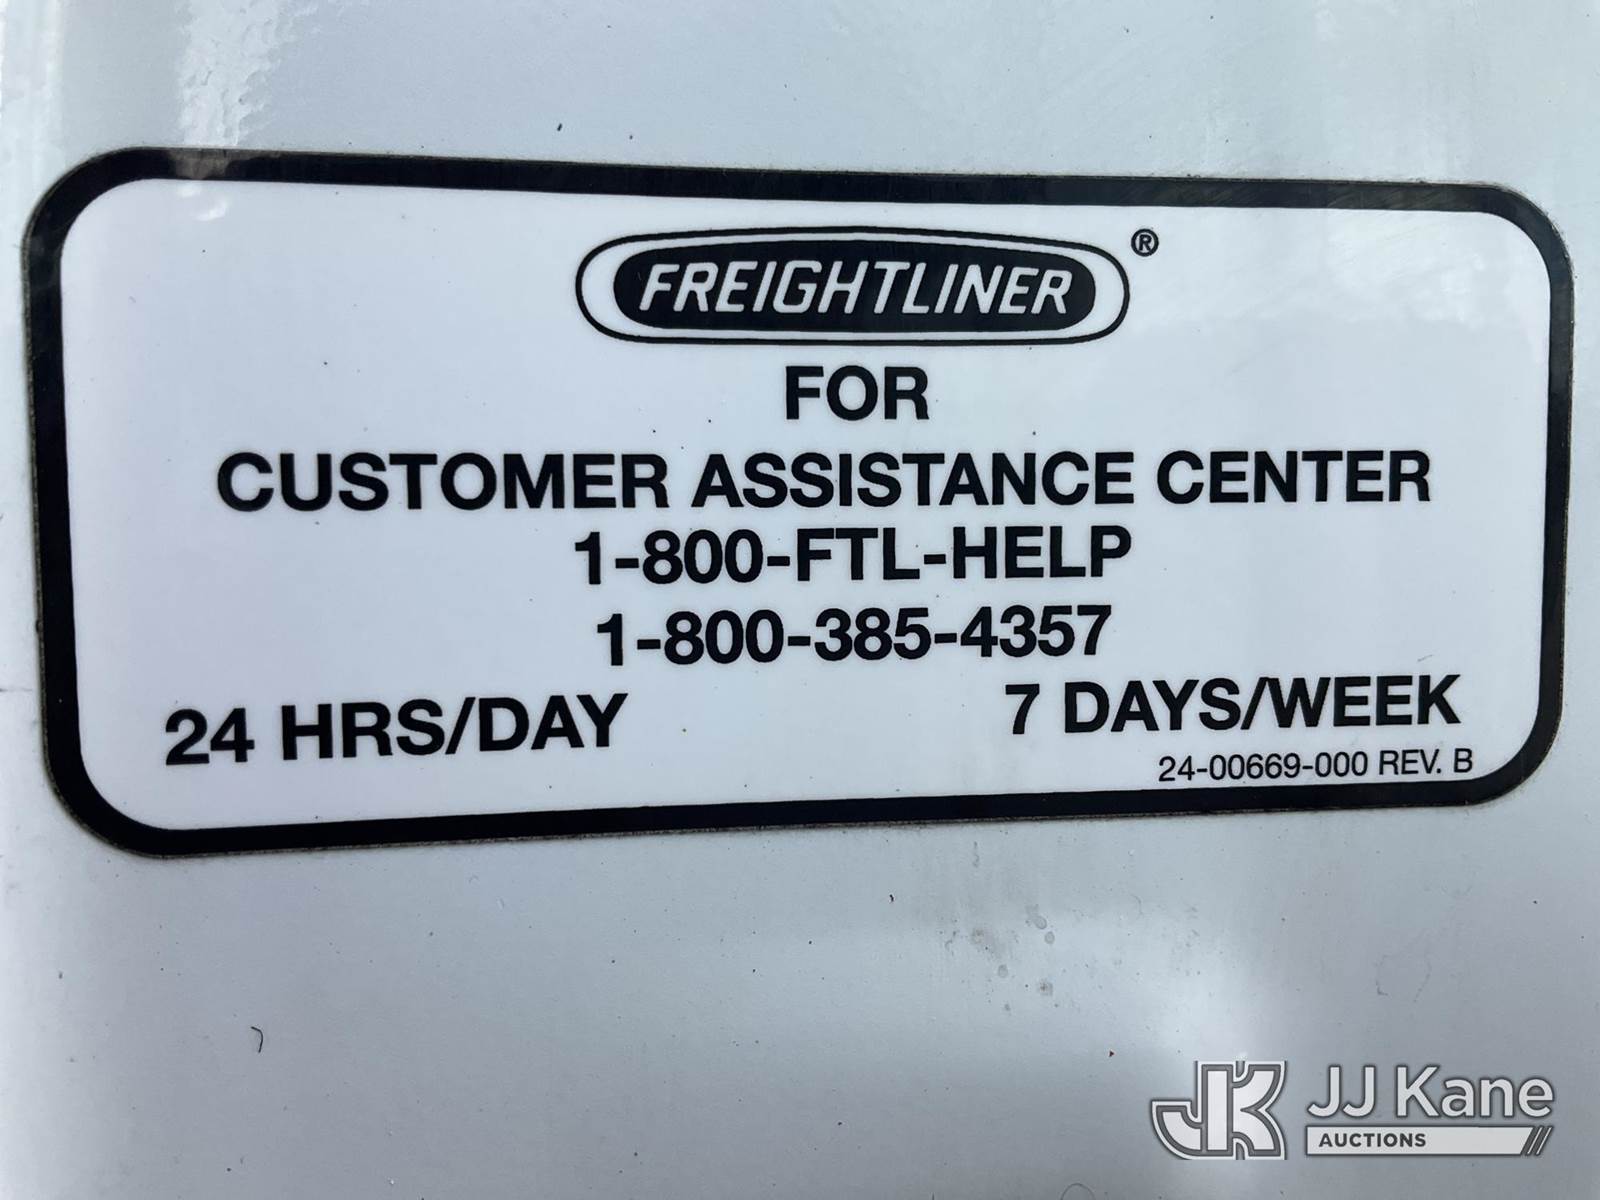 FREIGHTLINER ®
FOR
CUSTOMER ASSISTANCE CENTER
1-800-FTL-HELP
1-800-385-4357
24 HRS/DAY 7 DAYS/WEEK
24-00669-000 REV. B
JK JJ Kane
AUCTIONS